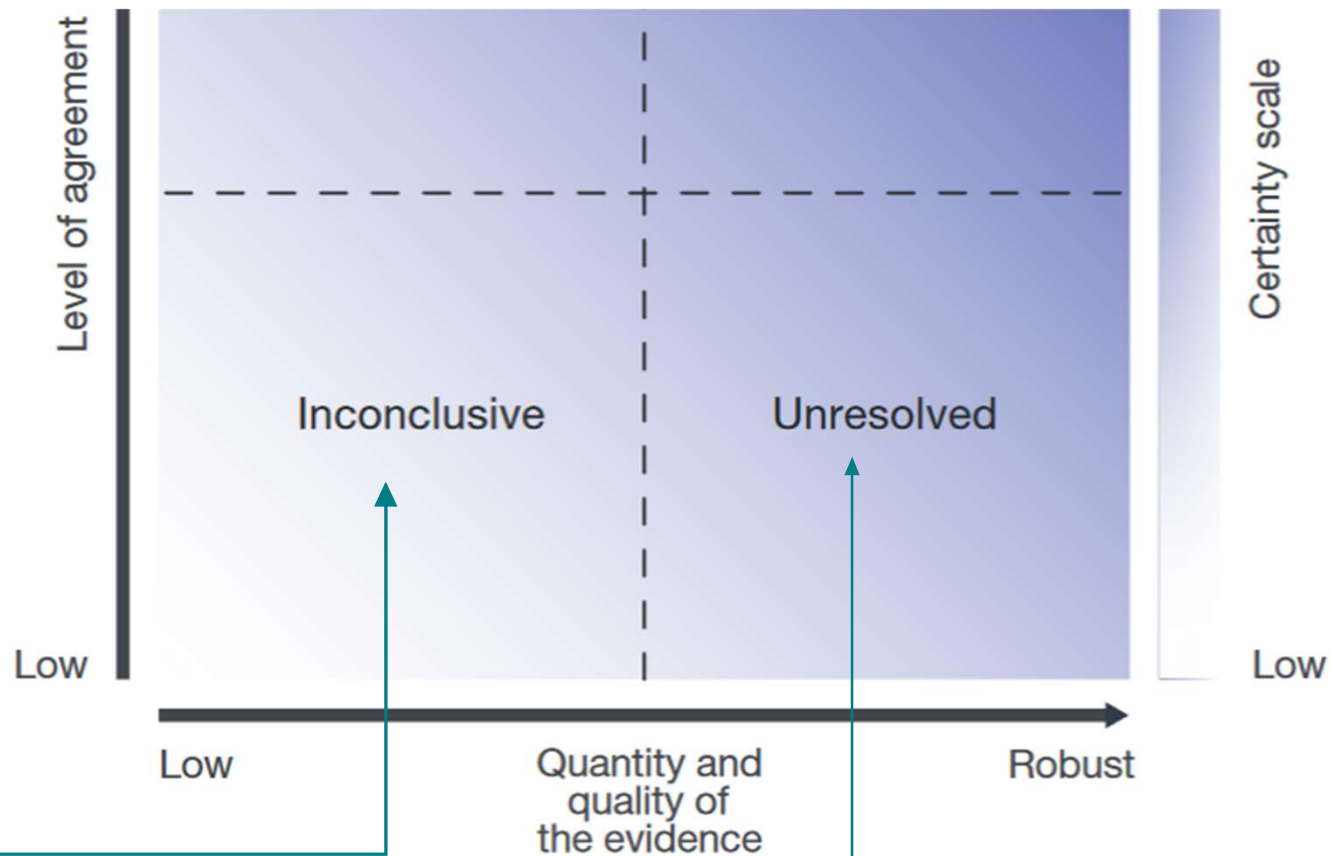 Level of agreement
Certainty scale
Inconclusive
Unresolved
Low
Low
Low
Quantity and
quality of
the evidence
Robust